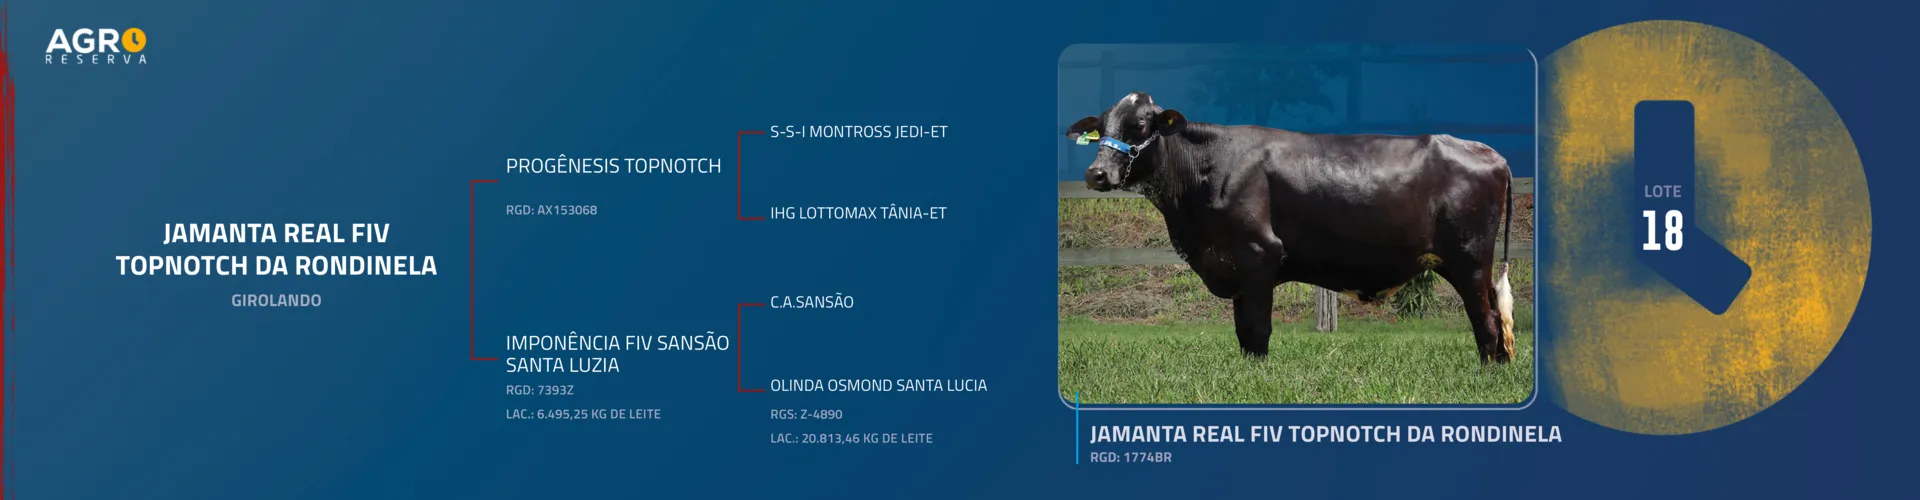 AGRO
RESERVA
JAMANTA REAL FIV
TOPNOTCH DA RONDINELA
GIROLANDO
PROGÊNESIS TOPNOTCH
RGD: AX153068
IMPONÊNCIA FIV SANSÃO
SANTA LUZIA
RGD: 7393Z
LAC.: 6.495,25 KG DE LEITE
S-S-I MONTROSS JEDI-ET
IHG LOTTOMAX TÂNIA-ET
C.A.SANSÃO
OLINDA OSMOND SANTA LUCIA
RGS: Z-4890
LAC.: 20.813,46 KG DE LEITE
JAMANTA REAL FIV TOPNOTCH DA RONDINELA
RGD: 1774BR
LOTE
18